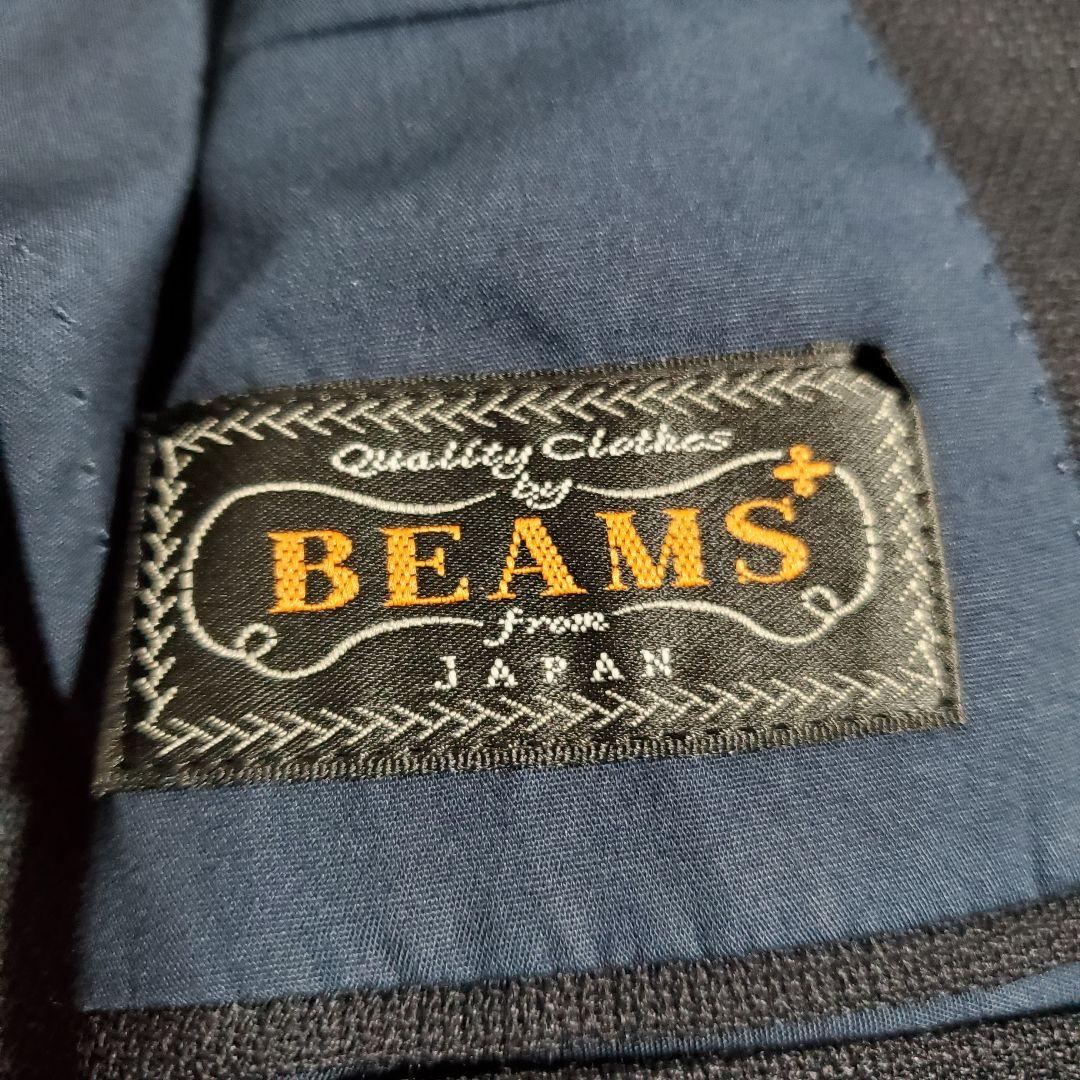 Quality Clothes
by
BEAMS+
from
JAPAN